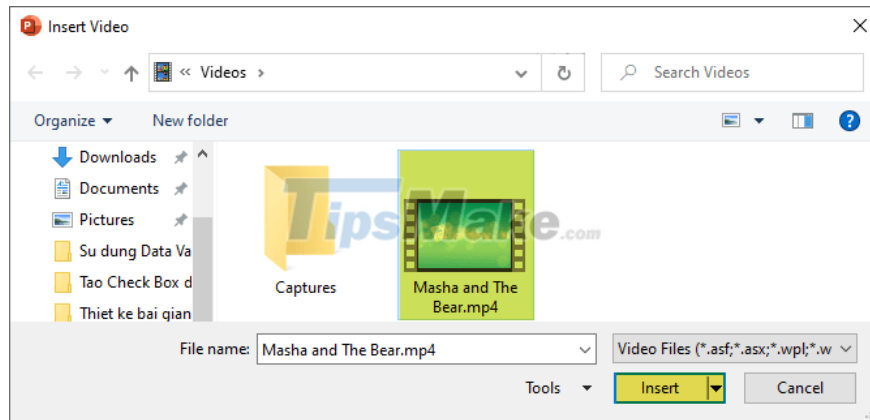 Insert Video
« Videos ›
Search Videos
Organize
New folder
Downloads
Documents
Pictures
Su dung Data Va
Tao Check Box d
Thiet ke bai gian
TipsMake.com
Captures
Masha and The
Bear.mp4
File name: Masha and The Bear.mp4
Video Files (*.asf;*.asx;*.wpl;*.w
Tools
Insert
Cancel